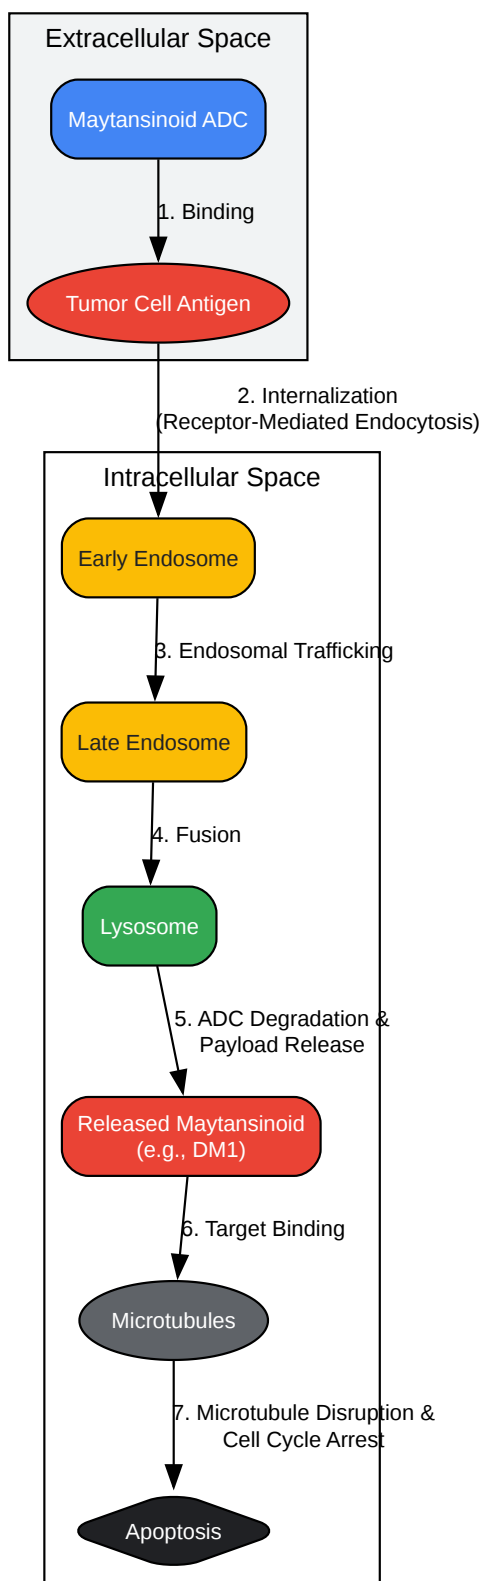 Extracellular Space
Maytansinoid ADC
1. Binding
Tumor Cell Antigen
2. Internalization
(Receptor-Mediated Endocytosis)
Intracellular Space
Early Endosome
3. Endosomal Trafficking
Late Endosome
4. Fusion
Lysosome
5. ADC Degradation &
Payload Release
Released Maytansinoid
(e.g., DM1)
6. Target Binding
Microtubules
7. Microtubule Disruption &
Cell Cycle Arrest
Apoptosis